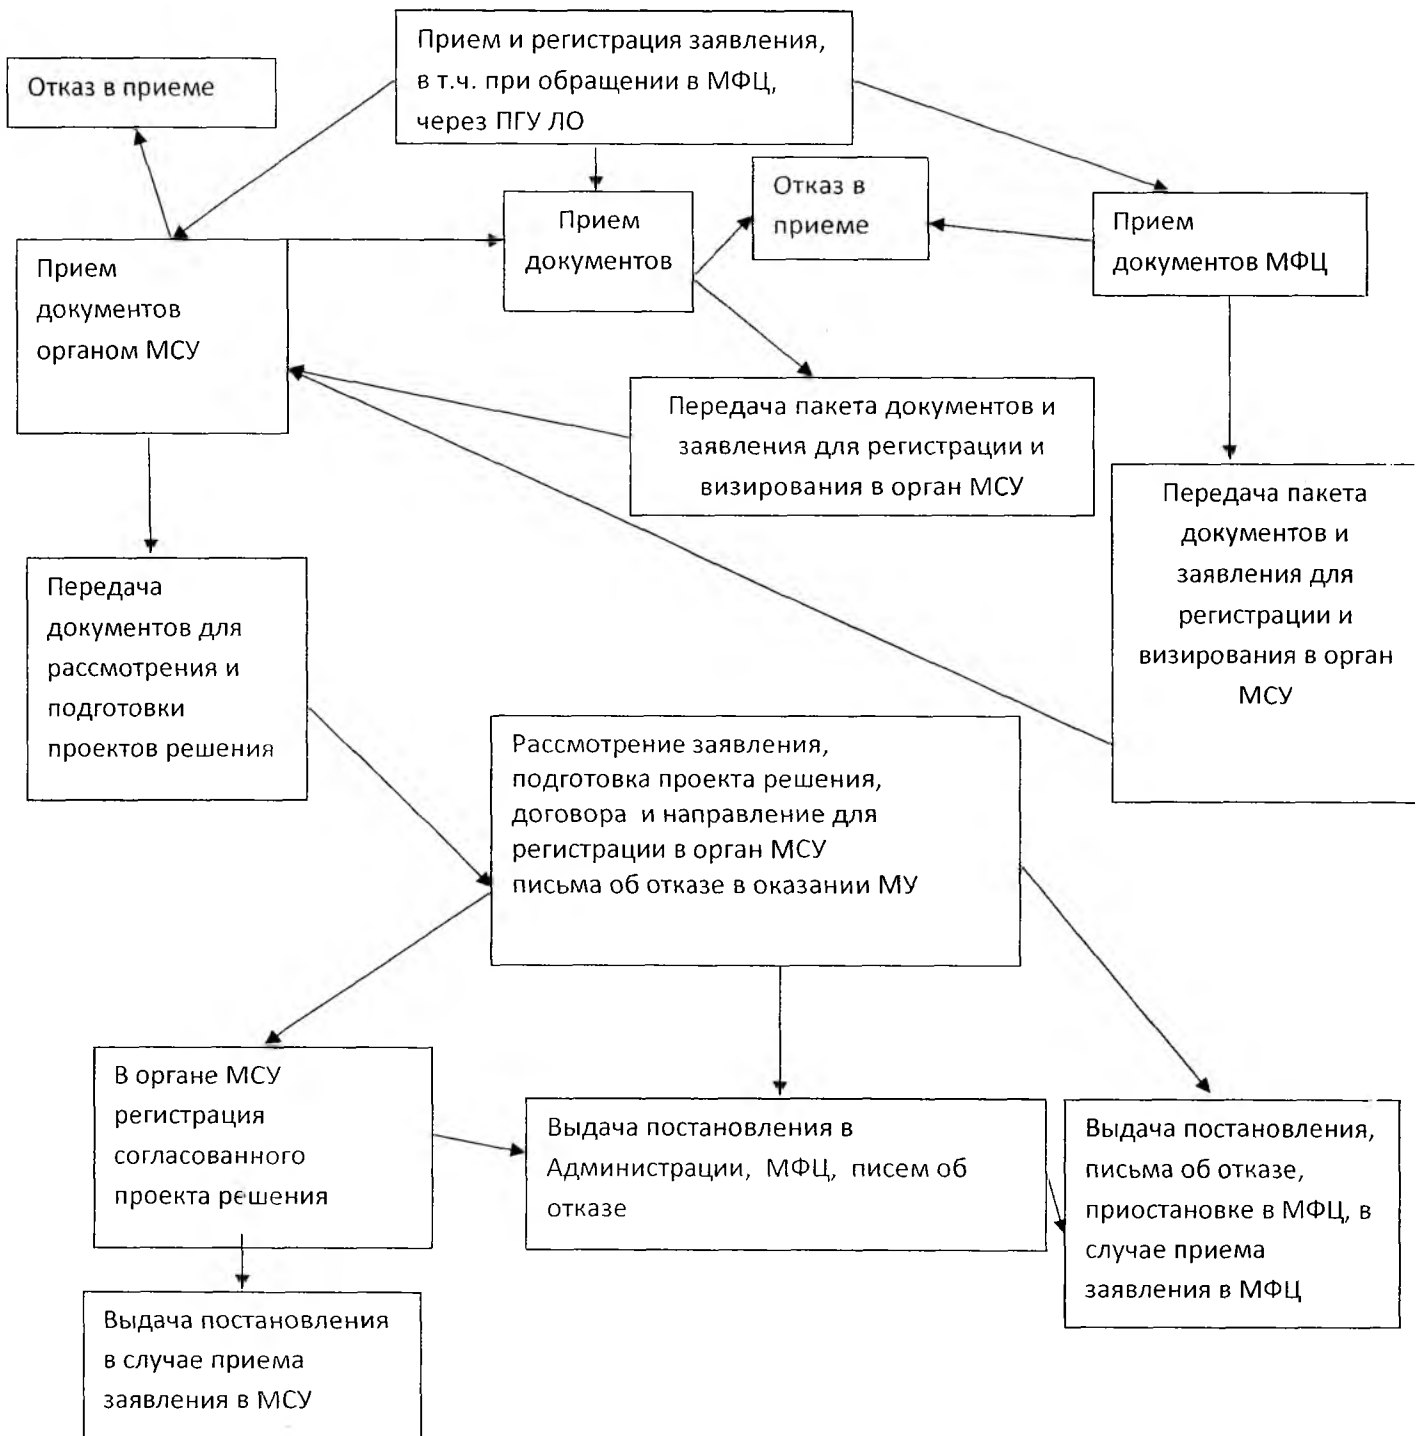 Прием и регистрация заявления,
в т.ч. при обращении в МФЦ,
через ПГУ ЛО
Отказ в приеме
Отказ в
приеме
Прием
документов
Прием
документов МФЦ
Прием
документов
органом МСУ
Передача пакета документов и
заявления для регистрации и
визирования в орган МСУ
Передача пакета
документов и
заявления для
регистрации и
визирования в орган
МСУ
Передача
документов для
рассмотрения и
подготовки
проектов решения
Рассмотрение заявления,
подготовка проекта решения,
договора и направление для
регистрации в орган МСУ
письма об отказе в оказании МУ
В органе МСУ
регистрация
согласованного
проекта решения
Выдача постановления в
Администрации, МФЦ, писем об
отказе
Выдача постановления,
письма об отказе,
приостановке в МФЦ, в
случае приема
заявления в МФЦ
Выдача постановления
в случае приема
заявления в МСУ